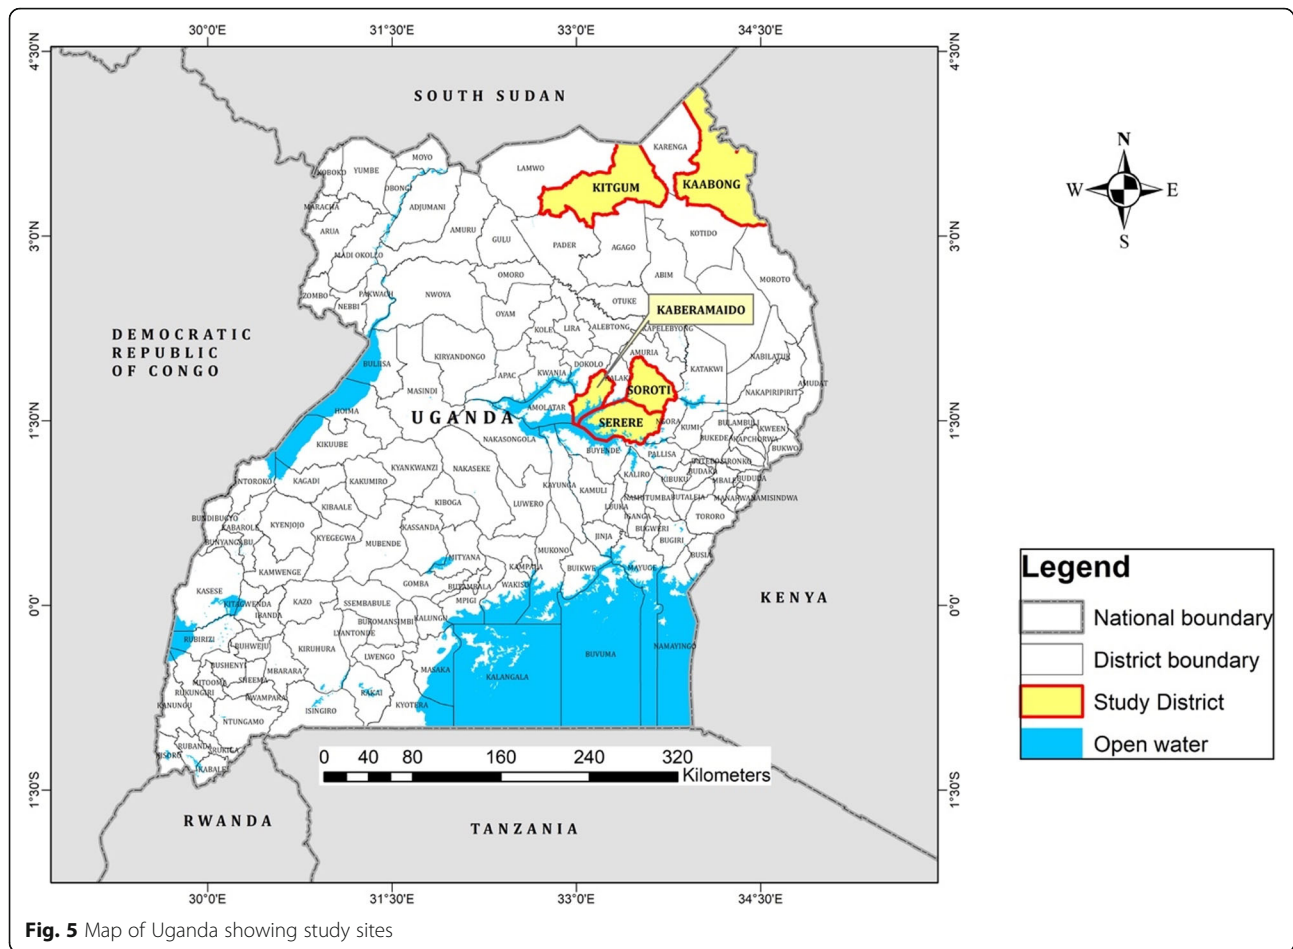 30°0'E 31°30'E 33°0'E 34°30'E
4°30'N 4°30'N
SOUTH SUDAN
MOYO
KARENGA
LAMWO
KOBOKO YUMBE
OBONGI
KITGUM
KAABONG
MARACHA
ADJUMANI
ARUA
AMURU
GULU
KOTIDO
3°0'N 3°0'N
PADER
AGAGO
MADI OKOLLO
OMORO
ABIM
MOROTO
ZOMBO
PAKWACH
NWOYA
NEBBI
OTUKE
KABERAMAIDO
OYAM
KOLE LIRA ALEBTONG
KAPELEBYONG
DEMOCRATIC
REPUBLIC
OF CONGO
KIRYANDONGO
AMURIA
NABILATUK
BULIISA
DOKOLO
KATAKWI
APAC
KWANIA
AMUDAT
MASINDI
SOROTI
NAKAPIRIPIRIT
HOIMA
AMOLATAR
UGANDA
SERERE
NGORA
KUMI
BULAMBULI
1°30'N 1°30'N
KWEEN
NAKASONGOLA
BUKEDEA
KAPCHORWA
KIKUUBE
BUYENDE
PALLISA
BUKWO
KYANKWANZI
NAKASEKE
KALIRO
NTOROKO
KAGADI
KAKUMIRO
KAYUNGA
KIBUKU
BUDAKA
MBALE
BUDUDA
KAMULI
KIBOGA
LUWERO
NAMUTUMBA
BUTALEJA
MANAFWA
NAMISINDWA
KIBAALE
LUUKA
BUNDIBUGYO
KABAROLE
KYENJOJO
KASSANDA
IGANGA
TORORO
BUGWERI
KYEGEGWA
MUBENDE
JINJA
BUGIRI
BUNYANGABU
MUKONO
BUSIA
MITYANA
KAMWENGE
KAMPALA
BUIKWE
MAYUGE
GOMBA
BUTAMBALA
WAKISO
KASESE
KITAGWENDA
KAZO
SSEMBABULE
MPIGI
KENYA
0°0' 0°0'
IBANDA
BUKOMANSIMBI
KALUNGU
LYANTONDE
RUBIRIZI
BUHWEJU
KIRUHURA
BUVUMA
NAMAYINGO
LWENGO
BUSHENYI
MASAKA
MITOOMA
SHEEMA
MBARARA
KALANGALA
RUKUNGIRI
RAKAI
KANUNGU
RWAMPARA
KYOTERA
ISINGIRO
NTUNGAMO
RUBANDA
RUKIGA
KISORO
KABALE
0 40 80 160 240 320
Kilometers
1°30'S 1°30'S
RWANDA
TANZANIA
30°0'E 31°30'E 33°0'E 34°30'E
N
W E
S
Legend
National boundary
District boundary
Study District
Open water
Fig. 5 Map of Uganda showing study sites